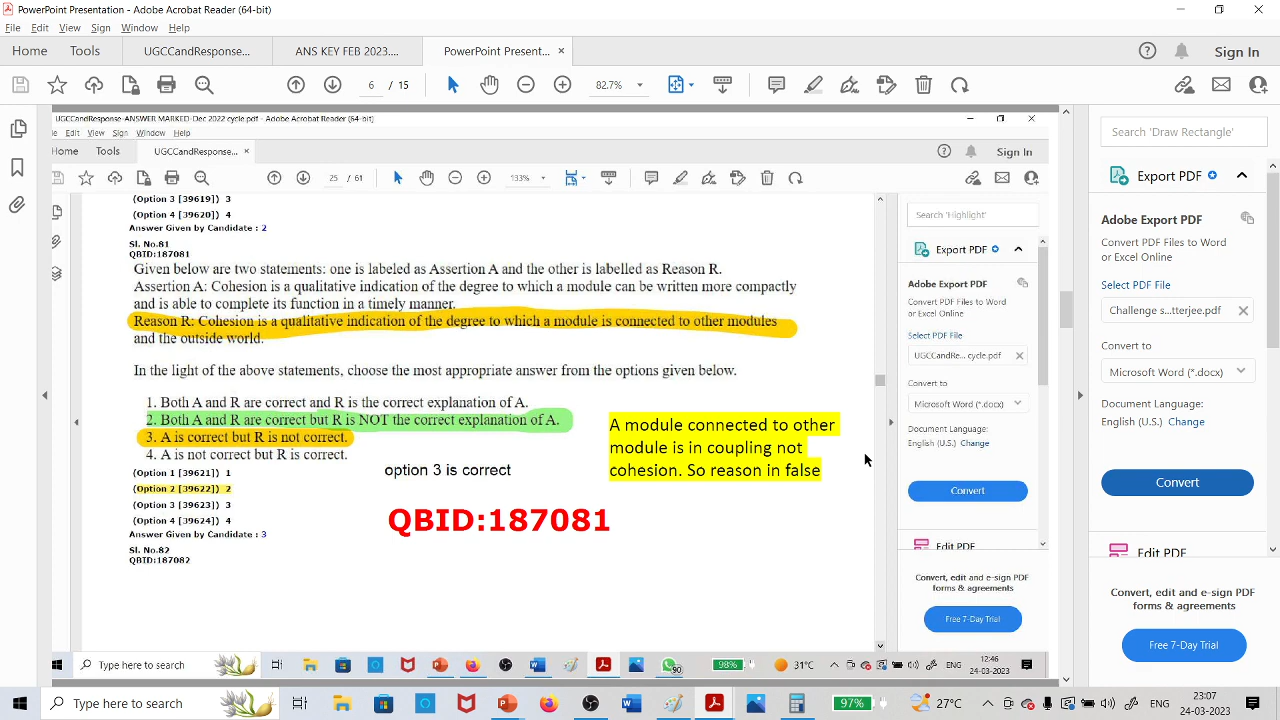 PowerPoint Presentation - Adobe Acrobat Reader (64-bit)
File Edit View Sign Window Help
Home Tools UGCCandResponse... ANS KEY FEB 2023.... PowerPoint Present... × Sign In
6 / 15 82.7%
UGCCandResponse-ANSWER MARKED-Dec 2022 cycle.pdf - Adobe Acrobat Reader (64-bit)
Edit View Sign Window Help
Home Tools UGCCandResponse... × Sign In
25 / 61 133%
(Option 3 [39619]) 3
(Option 4 [39620]) 4
Answer Given by Candidate : 2
Sl. No.81
QBID:187081
Given below are two statements: one is labeled as Assertion A and the other is labelled as Reason R.
Assertion A: Cohesion is a qualitative indication of the degree to which a module can be written more compactly
and is able to complete its function in a timely manner.
Reason R: Cohesion is a qualitative indication of the degree to which a module is connected to other modules
and the outside world.
In the light of the above statements, choose the most appropriate answer from the options given below.
1. Both A and R are correct and R is the correct explanation of A.
2. Both A and R are correct but R is NOT the correct explanation of A.
3. A is correct but R is not correct.
4. A is not correct but R is correct.
(Option 1 [39621]) 1
(Option 2 [39622]) 2
(Option 3 [39623]) 3
(Option 4 [39624]) 4
Answer Given by Candidate : 3
Sl. No.82
QBID:187082
option 3 is correct
QBID:187081
A module connected to other
module is in coupling not
cohesion. So reason in false
Search 'Highlight'
Export PDF
Adobe Export PDF
Convert PDF Files to Word
or Excel Online
Select PDF File
UGCCandRe... cycle.pdf ×
Convert to
Microsoft Word (*.docx)
Document Language:
English (U.S.) Change
Convert
Edit PDF
Convert, edit and e-sign PDF
forms & agreements
Free 7-Day Trial
Type here to search 90 98% 31°C ENG 12:46
24-03-2023
Search 'Draw Rectangle'
Export PDF
Adobe Export PDF
Convert PDF Files to Word
or Excel Online
Select PDF File
Challenge s...tterjee.pdf ×
Convert to
Microsoft Word (*.docx)
Document Language:
English (U.S.) Change
Convert
Edit PDF
Convert, edit and e-sign PDF
forms & agreements
Free 7-Day Trial
Type here to search 97% 27°C ENG 23:07
24-03-2023